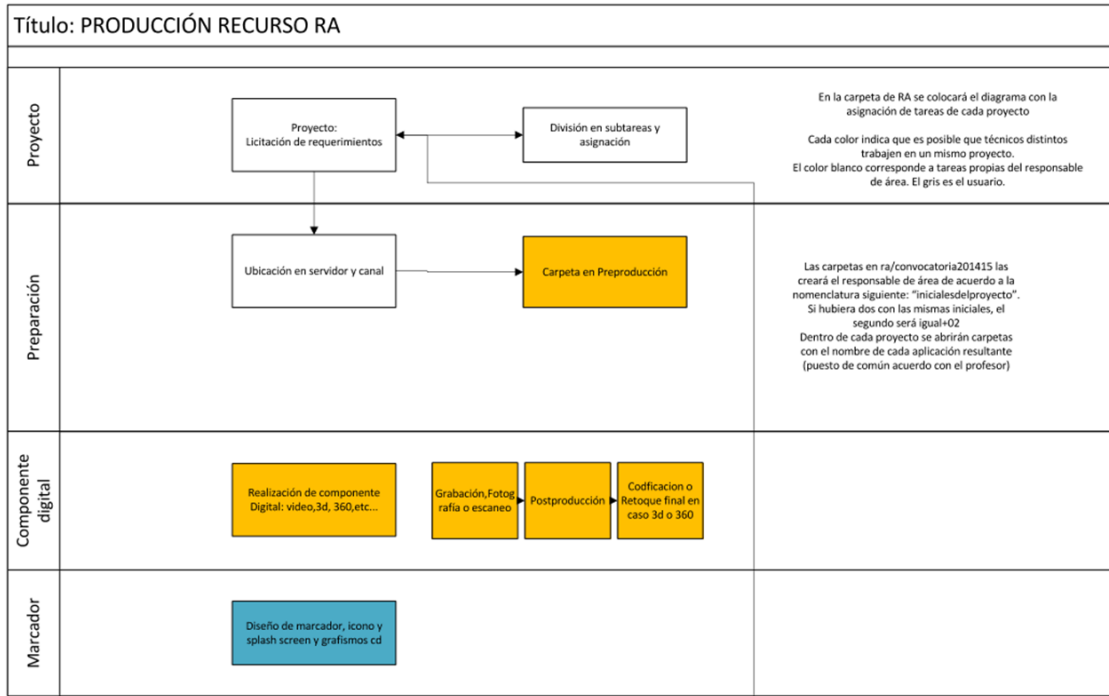 Título: PRODUCCIÓN RECURSO RA
Proyecto
Proyecto:
Licitación de requerimientos
División en subtareas y
asignación
En la carpeta de RA se colocará el diagrama con la
asignación de tareas de cada proyecto
Cada color indica que es posible que técnicos distintos
trabajen en un mismo proyecto.
El color blanco corresponde a tareas propias del responsable
de área. El gris es el usuario.
Preparación
Ubicación en servidor y canal
Carpeta en Preproducción
Las carpetas en ra/convocatoria201415 las
creará el responsable de área de acuerdo a la
nomenclatura siguiente: “inicialesdelproyecto”.
Si hubiera dos con las mismas iniciales, el
segundo será igual+02
Dentro de cada proyecto se abrirán carpetas
con el nombre de cada aplicación resultante
(puesto de común acuerdo con el profesor)
Componente
digital
Realización de componente
Digital: video,3d, 360,etc...
Grabación,Fotog
rafía o escaneo
Postproducción
Codficacion o
Retoque final en
caso 3d o 360
Marcador
Diseño de marcador, icono y
splash screen y grafismos cd